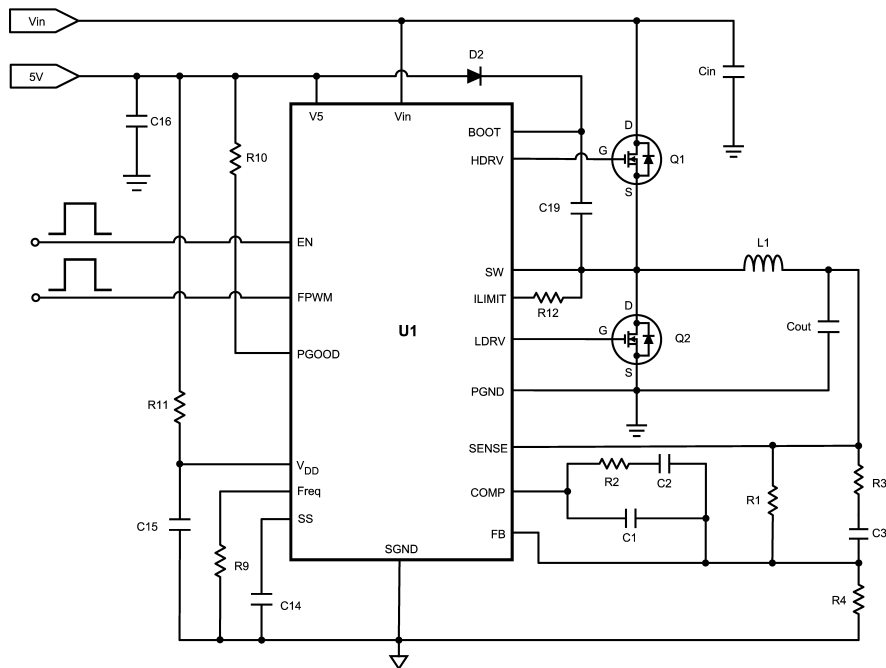 Vin
5V
D2
Cin
C16
R10
V5
Vin
BOOT
HDRV
D
G
Q1
S
C19
EN
SW
L1
FPWM
ILIMIT
R12
D
U1
G
LDRV
Q2
Cout
PGOOD
S
PGND
R11
SENSE
VDD
Freq
COMP
R2
C2
R1
R3
SS
C15
C1
FB
C3
SGND
R9
C14
R4